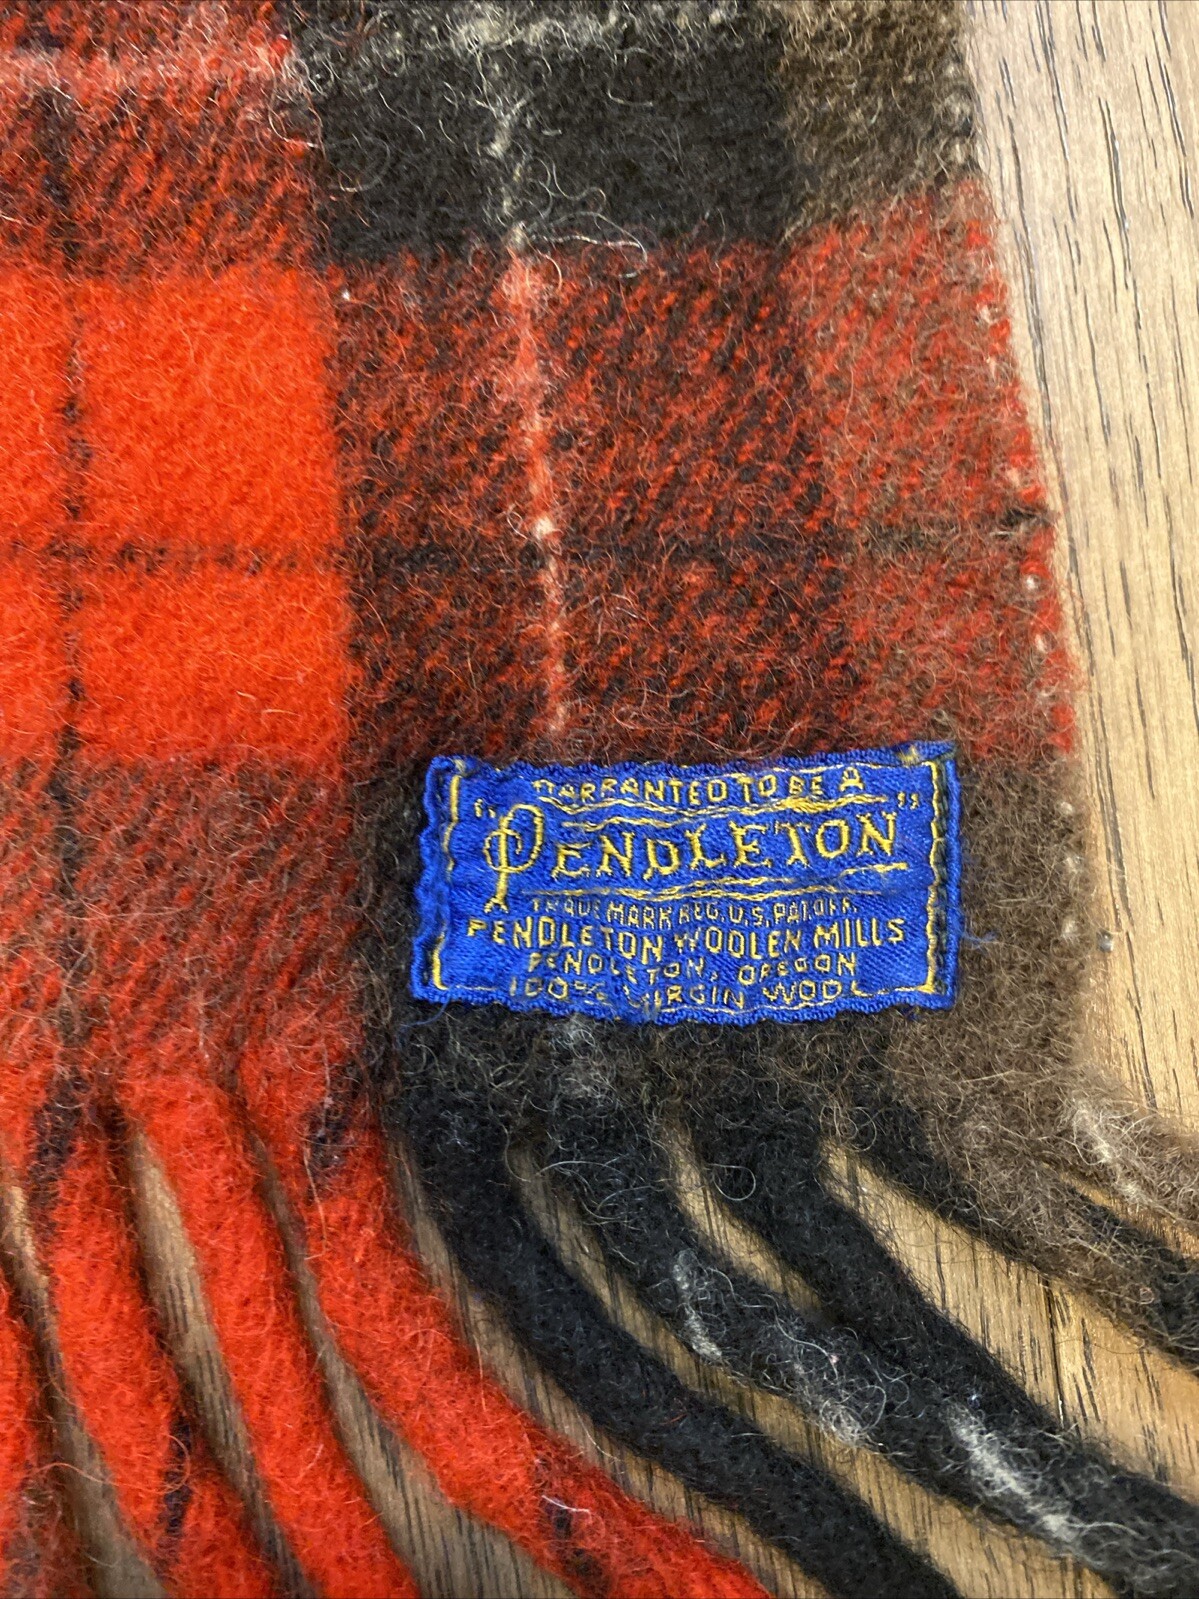 WARRANTED TO BE A
"PENDLETON"
TRADE MARK REG. U.S. PAT. OFF.
PENDLETON WOOLEN MILLS
PENDLETON, OREGON
100% VIRGIN WOOL